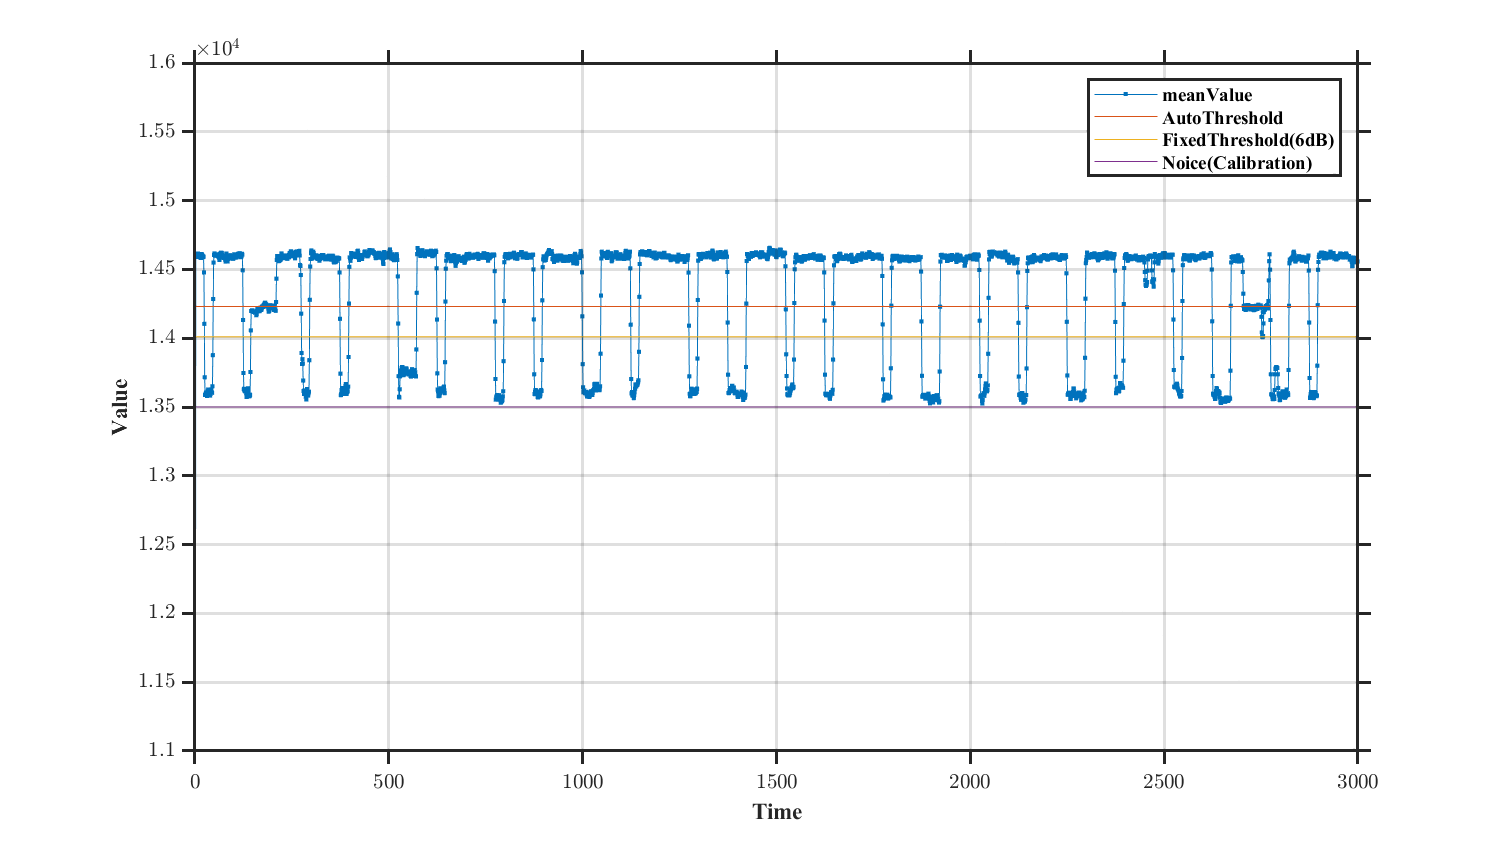 ×10⁴
1.6
1.55
1.5
1.45
1.4
1.35
1.3
1.25
1.2
1.15
1.1
Value
meanValue
AutoThreshold
FixedThreshold(6dB)
Noice(Calibration)
0 500 1000 1500 2000 2500 3000
Time